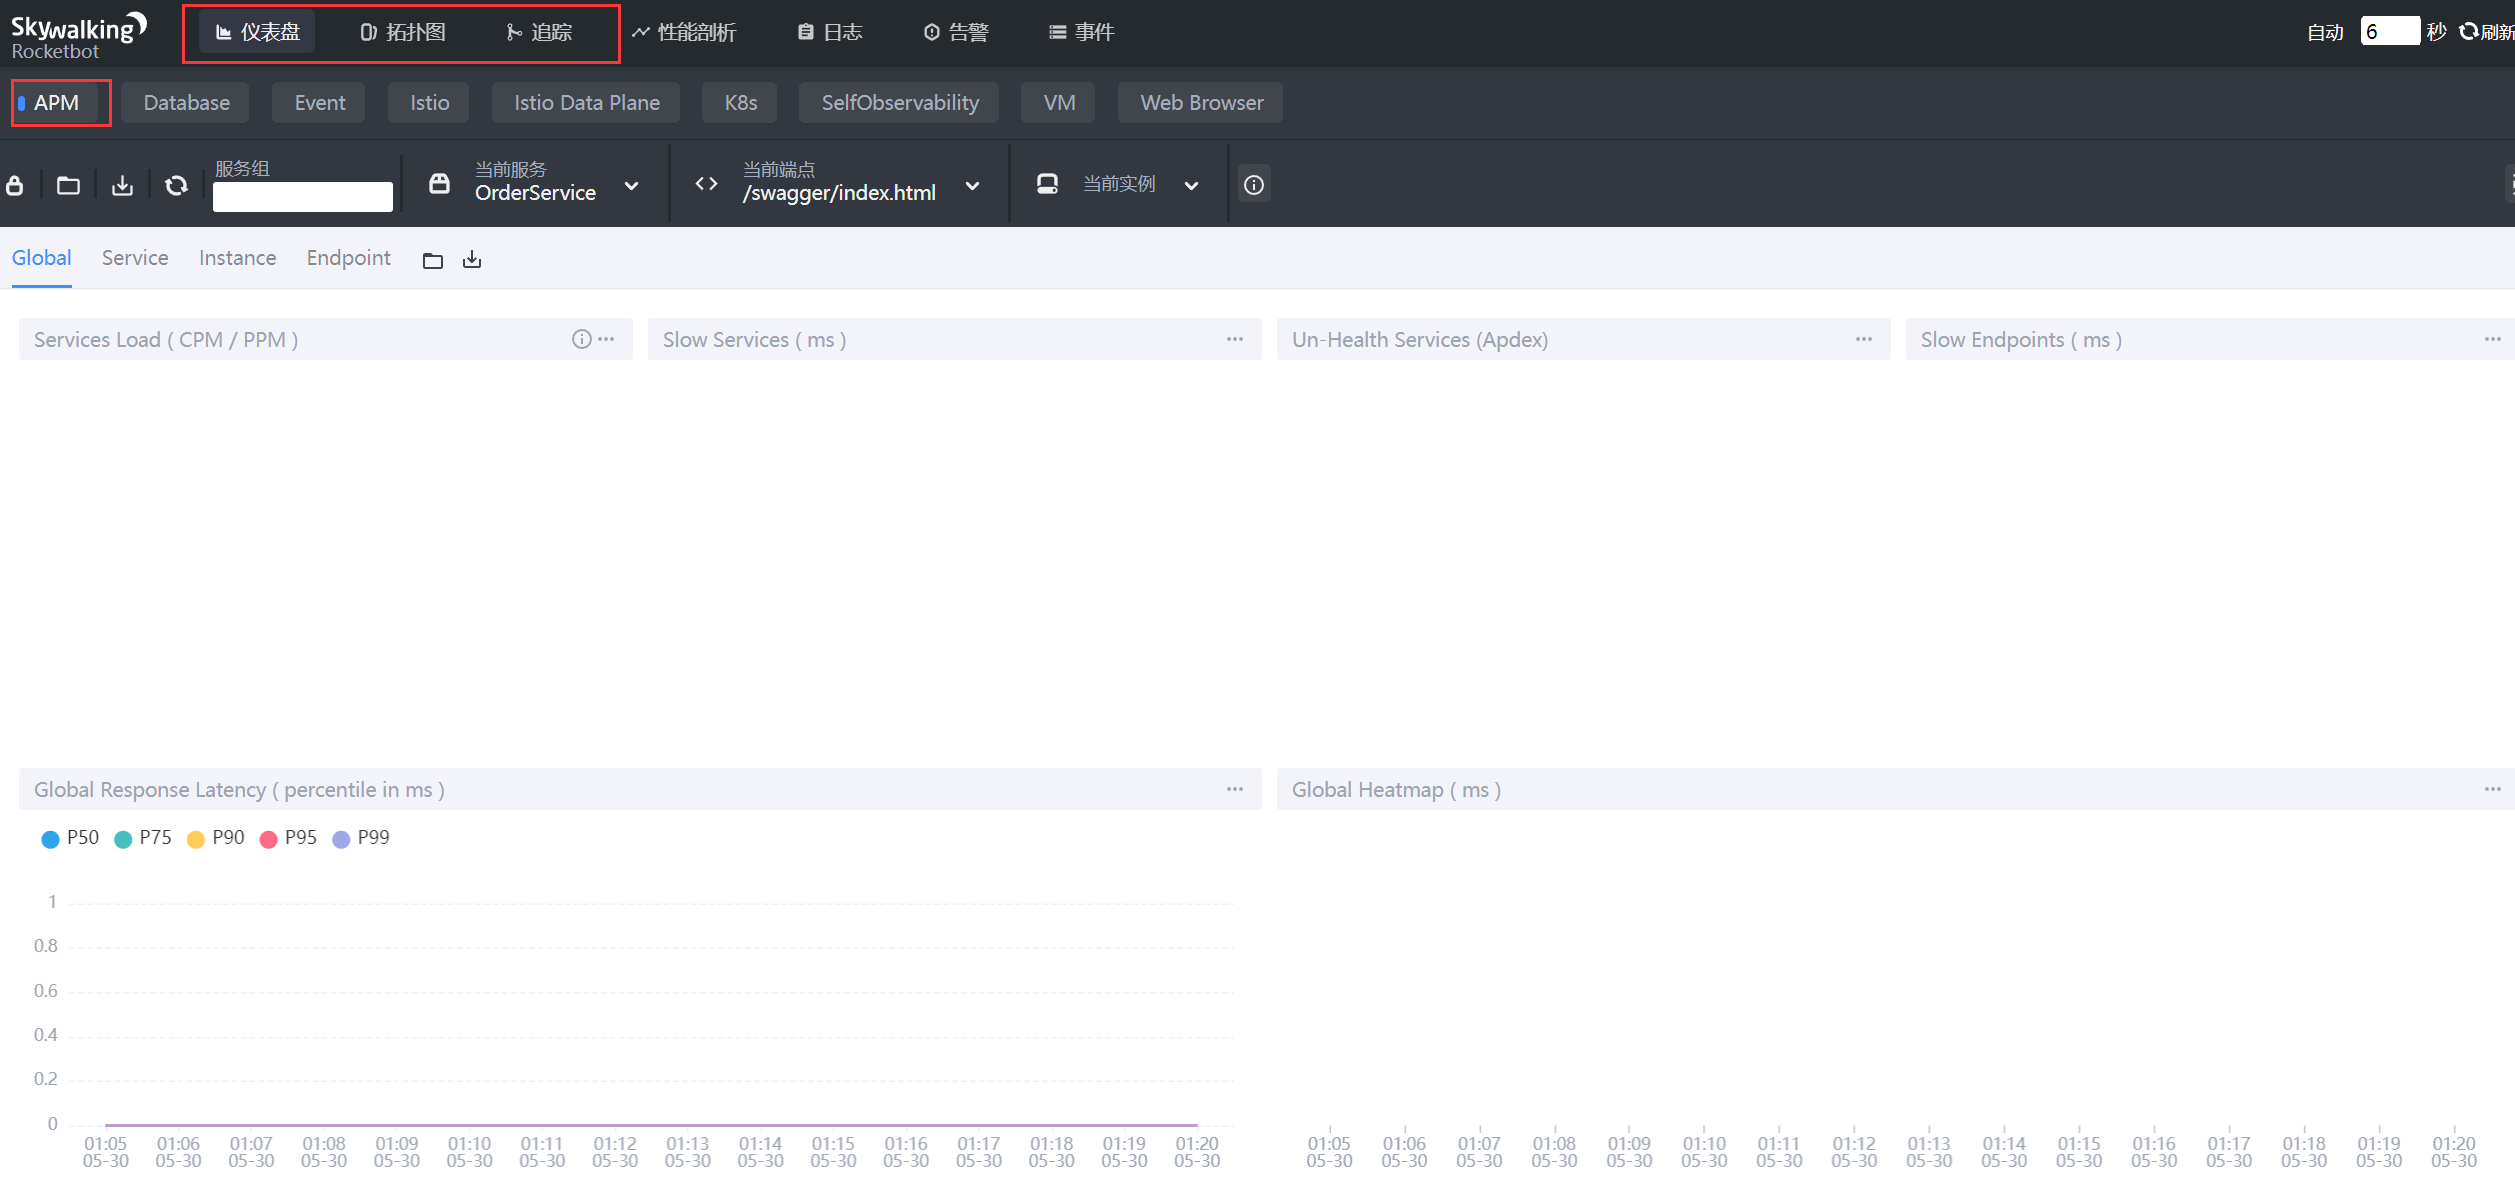 Skywalking
Rocketbot
仪表盘 拓扑图 追踪 性能剖析 日志 告警 事件 自动 6 秒 刷新
APM Database Event Istio Istio Data Plane K8s SelfObservability VM Web Browser
服务组 当前服务 当前端点 当前实例
OrderService /swagger/index.html
Global Service Instance Endpoint
Services Load ( CPM / PPM ) Slow Services ( ms ) Un-Health Services (Apdex) Slow Endpoints ( ms )
Global Response Latency ( percentile in ms ) Global Heatmap ( ms )
P50 P75 P90 P95 P99
1
0.8
0.6
0.4
0.2
0
01:05 01:06 01:07 01:08 01:09 01:10 01:11 01:12 01:13 01:14 01:15 01:16 01:17 01:18 01:19 01:20
05-30 05-30 05-30 05-30 05-30 05-30 05-30 05-30 05-30 05-30 05-30 05-30 05-30 05-30 05-30 05-30
01:05 01:06 01:07 01:08 01:09 01:10 01:11 01:12 01:13 01:14 01:15 01:16 01:17 01:18 01:19 01:20
05-30 05-30 05-30 05-30 05-30 05-30 05-30 05-30 05-30 05-30 05-30 05-30 05-30 05-30 05-30 05-30